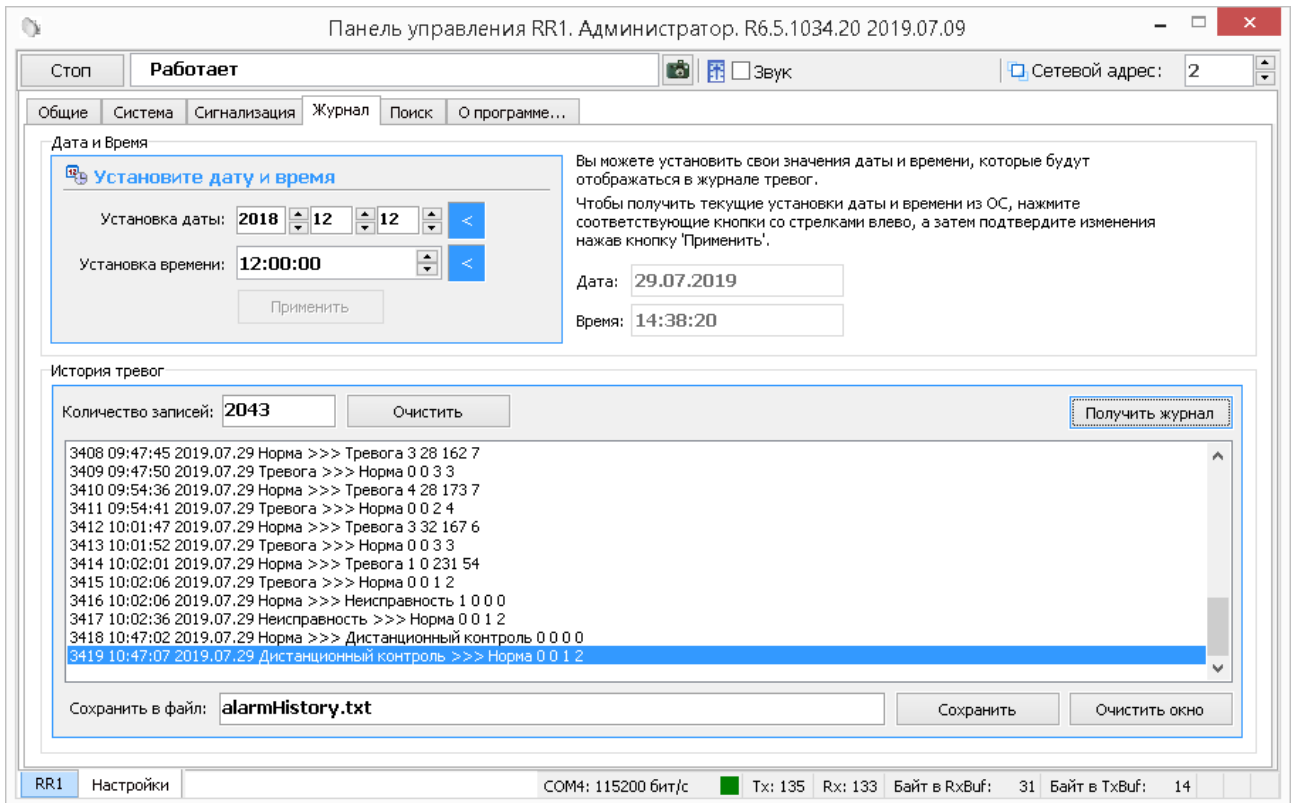 Панель управления RR1. Администратор. R6.5.1034.20 2019.07.09
Стоп Работает Звук Сетевой адрес: 2
Общие Система Сигнализация Журнал Поиск О программе...
Дата и Время
Установите дату и время
Установка даты: 2018 12 12 <
Установка времени: 12:00:00 <
Применить
Вы можете установить свои значения даты и времени, которые будут
отображаться в журнале тревог.
Чтобы получить текущие установки даты и времени из ОС, нажмите
соответствующие кнопки со стрелками влево, а затем подтвердите изменения
нажав кнопку 'Применить'.
Дата: 29.07.2019
Время: 14:38:20
История тревог
Количество записей: 2043 Очистить Получить журнал
3408 09:47:45 2019.07.29 Норма >>> Тревога 3 28 162 7
3409 09:47:50 2019.07.29 Тревога >>> Норма 0 0 3 3
3410 09:54:36 2019.07.29 Норма >>> Тревога 4 28 173 7
3411 09:54:41 2019.07.29 Тревога >>> Норма 0 0 2 4
3412 10:01:47 2019.07.29 Норма >>> Тревога 3 32 167 6
3413 10:01:52 2019.07.29 Тревога >>> Норма 0 0 3 3
3414 10:02:01 2019.07.29 Норма >>> Тревога 1 0 231 54
3415 10:02:06 2019.07.29 Тревога >>> Норма 0 0 1 2
3416 10:02:06 2019.07.29 Норма >>> Неисправность 1 0 0 0
3417 10:02:36 2019.07.29 Неисправность >>> Норма 0 0 1 2
3418 10:47:02 2019.07.29 Норма >>> Дистанционный контроль 0 0 0 0
3419 10:47:07 2019.07.29 Дистанционный контроль >>> Норма 0 0 1 2
Сохранить в файл: alarmHistory.txt Сохранить Очистить окно
RR1 Настройки COM4: 115200 бит/с Tx: 135 Rx: 133 Байт в RxBuf: 31 Байт в TxBuf: 14